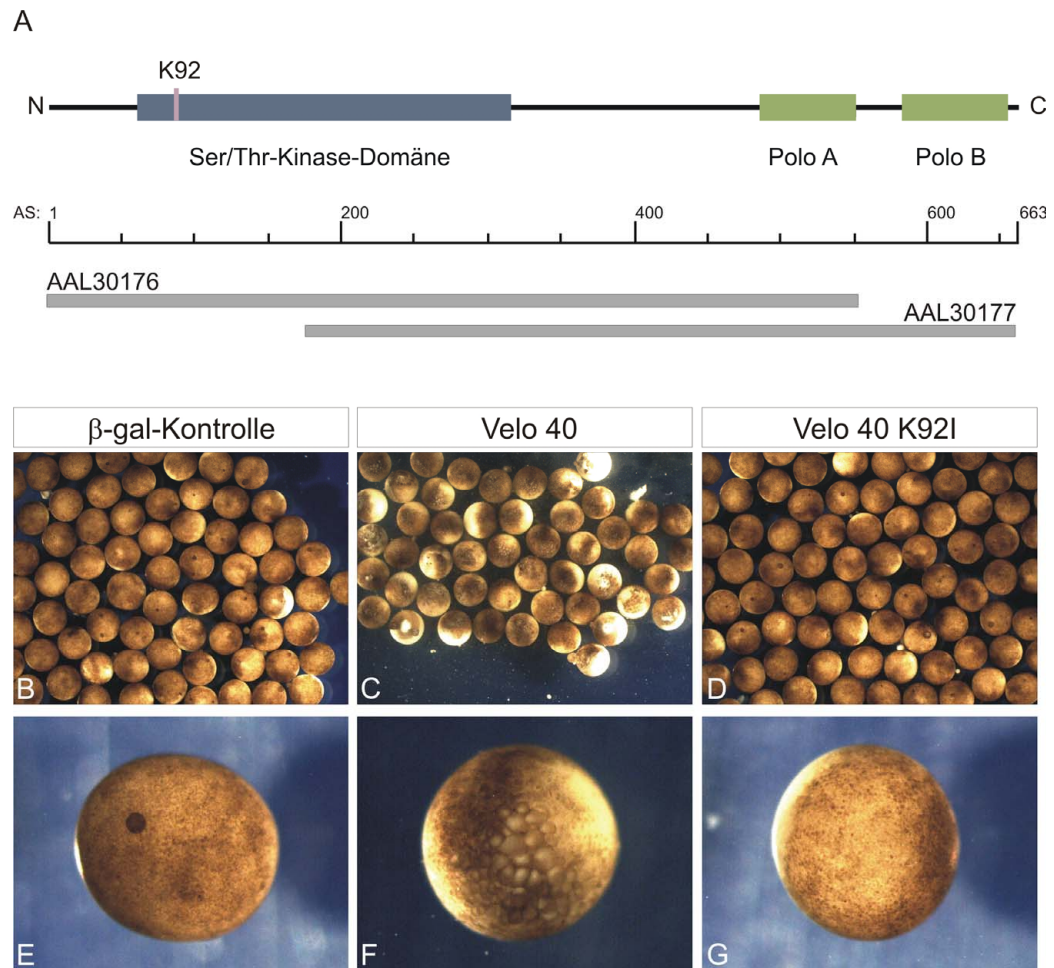 A
K92
N
C
Ser/Thr-Kinase-Domäne
Polo A
Polo B
AS: 1 200 400 600 663
AAL30176
AAL30177
β-gal-Kontrolle
Velo 40
Velo 40 K92I
B
C
D
E
F
G